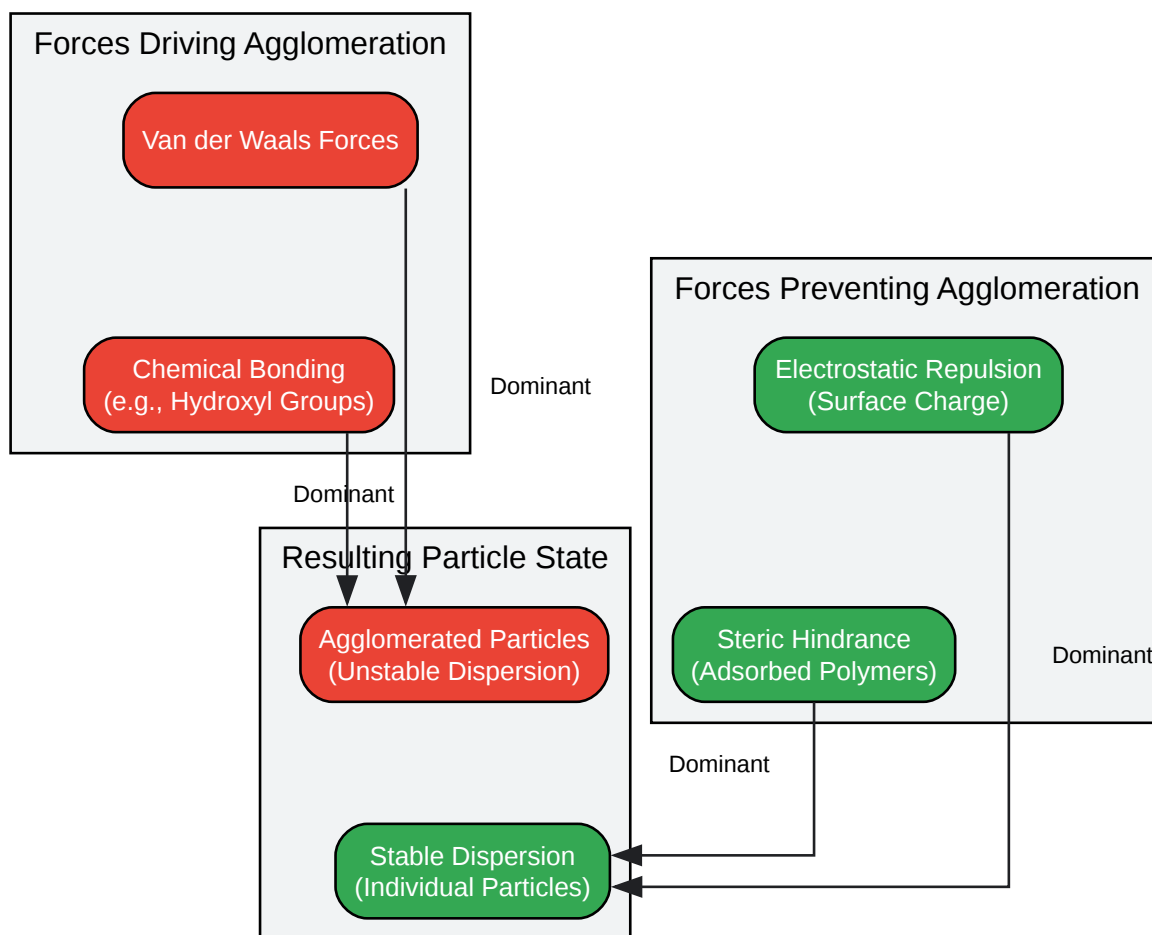 Forces Driving Agglomeration
Van der Waals Forces
Chemical Bonding
(e.g., Hydroxyl Groups)
Dominant
Dominant
Forces Preventing Agglomeration
Electrostatic Repulsion
(Surface Charge)
Steric Hindrance
(Adsorbed Polymers)
Dominant
Dominant
Resulting Particle State
Agglomerated Particles
(Unstable Dispersion)
Stable Dispersion
(Individual Particles)